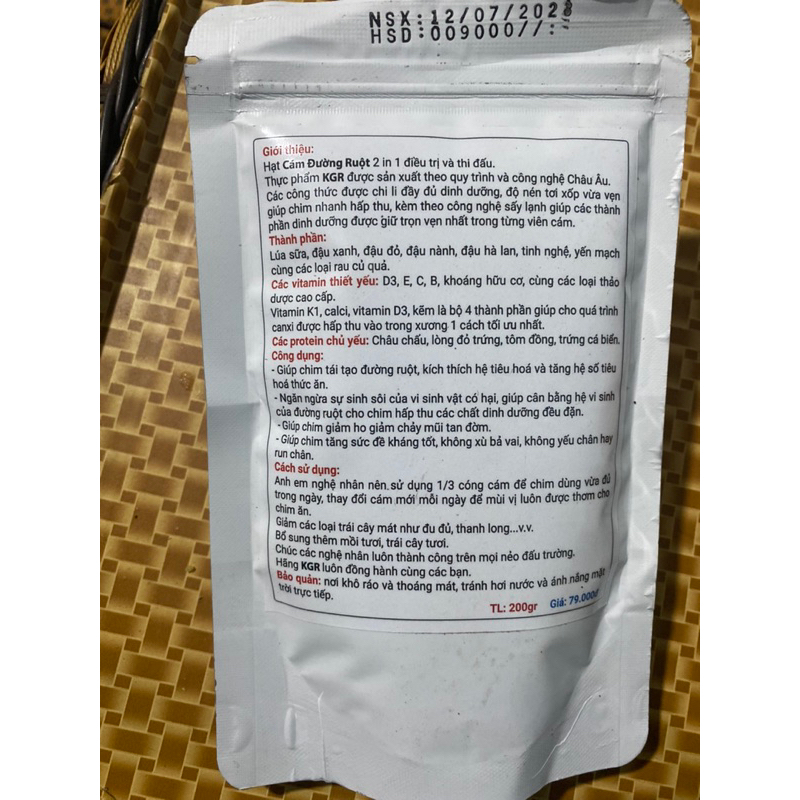 NSX:12/07/202
HSD:009000//:
Giới thiệu:
Hạt Cám Đường Ruột 2 in 1 điều trị và thi đấu.
Thực phẩm KGR được sản xuất theo quy trình và công nghệ Châu Âu.
Các công thức được chi li đầy đủ dinh dưỡng, độ nén tơi xốp vừa vẹn
giúp chim nhanh hấp thu, kèm theo công nghệ sấy lạnh giúp các thành
phần dinh dưỡng được giữ trọn vẹn nhất trong từng viên cám.
Thành phần:
Lúa sữa, đậu xanh, đậu đỏ, đậu nành, đậu hà lan, tinh nghệ, yến mạch
cùng các loại rau củ quả.
Các vitamin thiết yếu: D3, E, C, B, khoáng hữu cơ, cùng các loại thảo
dược cao cấp.
Vitamin K1, calci, vitamin D3, kẽm là bộ 4 thành phần giúp cho quá trình
canxi được hấp thu vào trong xương 1 cách tối ưu nhất.
Các protein chủ yếu: Châu chấu, lòng đỏ trứng, tôm đồng, trứng cá biển.
Công dụng:
- Giúp chim tái tạo đường ruột, kích thích hệ tiêu hoá và tăng hệ số tiêu
hoá thức ăn.
- Ngăn ngừa sự sinh sôi của vi sinh vật có hại, giúp cân bằng hệ vi sinh
của đường ruột cho chim hấp thu các chất dinh dưỡng đều đặn.
- Giúp chim giảm ho giảm chảy mũi tan đờm.
- Giúp chim tăng sức đề kháng tốt, không xù bả vai, không yếu chân hay
run chân.
Cách sử dụng:
Anh em nghệ nhân nên sử dụng 1/3 cóng cám để chim dùng vừa đủ
trong ngày, thay đổi cám mới mỗi ngày để mùi vị luôn được thơm cho
chim ăn.
Giảm các loại trái cây mát như đu đủ, thanh long...v.v.
Bổ sung thêm mồi tươi, trái cây tươi.
Chúc các nghệ nhân luôn thành công trên mọi nẻo đấu trường.
Hãng KGR luôn đồng hành cùng các bạn.
Bảo quản: nơi khô ráo và thoáng mát, tránh hơi nước và ánh nắng mặt
trời trực tiếp.
TL: 200gr Giá: 79.000đ